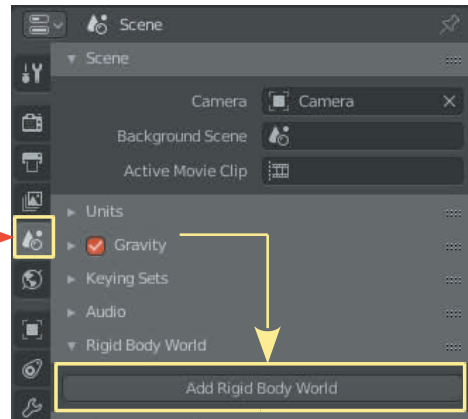 Scene
Scene
Camera Camera
Background Scene
Active Movie Clip
Units
Gravity
Keying Sets
Audio
Rigid Body World
Add Rigid Body World